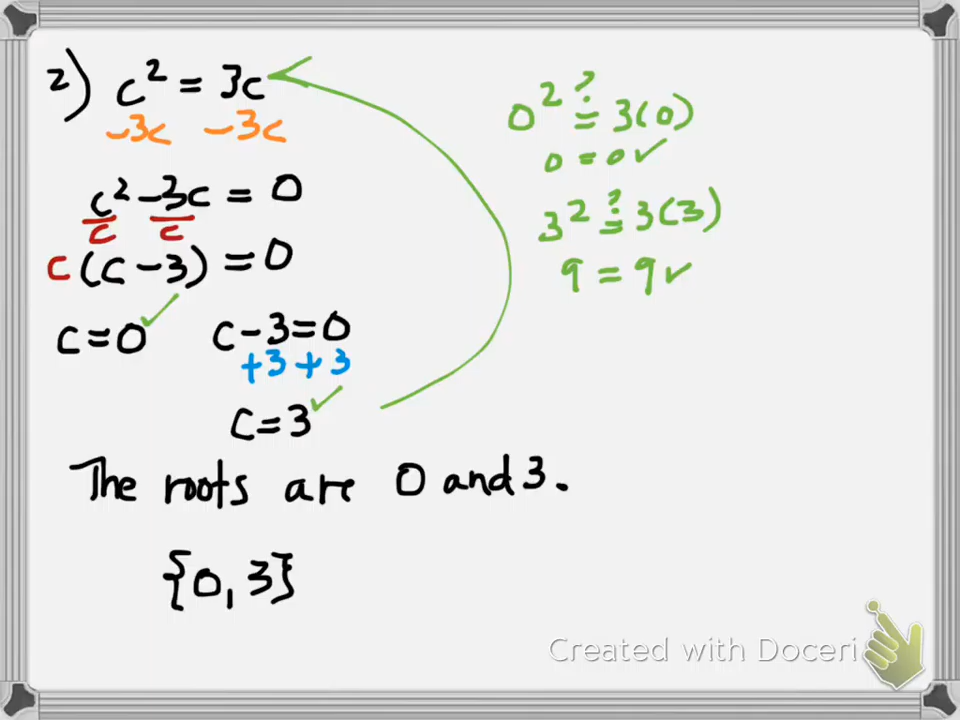 2) c² = 3c
-3c -3c
c² - 3c = 0
c c
c(c - 3) = 0
c = 0 c - 3 = 0
+3 +3
c = 3
The roots are 0 and 3.
{0, 3}
0² ≟ 3(0)
0 = 0 ✓
3² ≟ 3(3)
9 = 9 ✓
Created with Doceri